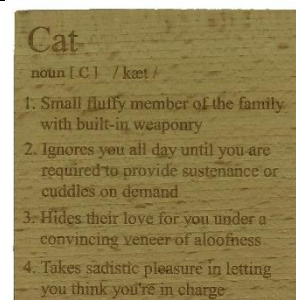 Cat
noun [ C ] / kæt /
1. Small fluffy member of the family
with built-in weaponry
2. Ignores you all day until you are
required to provide sustenance or
cuddles on demand
3. Hides their love for you under a
convincing veneer of aloofness
4. Takes sadistic pleasure in letting
you think you're in charge